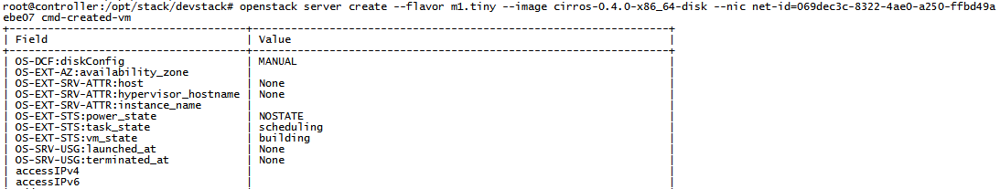 root@controller:/opt/stack/devstack# openstack server create --flavor m1.tiny --image cirros-0.4.0-x86_64-disk --nic net-id=069dec3c-8322-4ae0-a250-ffbd49a
ebe07 cmd-created-vm
+-------------------------------------+----------------------------------------------------------+
| Field                               | Value                                                    |
+-------------------------------------+----------------------------------------------------------+
| OS-DCF:diskConfig                   | MANUAL                                                   |
| OS-EXT-AZ:availability_zone         |                                                          |
| OS-EXT-SRV-ATTR:host                | None                                                     |
| OS-EXT-SRV-ATTR:hypervisor_hostname | None                                                     |
| OS-EXT-SRV-ATTR:instance_name       |                                                          |
| OS-EXT-STS:power_state              | NOSTATE                                                  |
| OS-EXT-STS:task_state               | scheduling                                               |
| OS-EXT-STS:vm_state                 | building                                                 |
| OS-SRV-USG:launched_at              | None                                                     |
| OS-SRV-USG:terminated_at            | None                                                     |
| accessIPv4                          |                                                          |
| accessIPv6                          |                                                          |